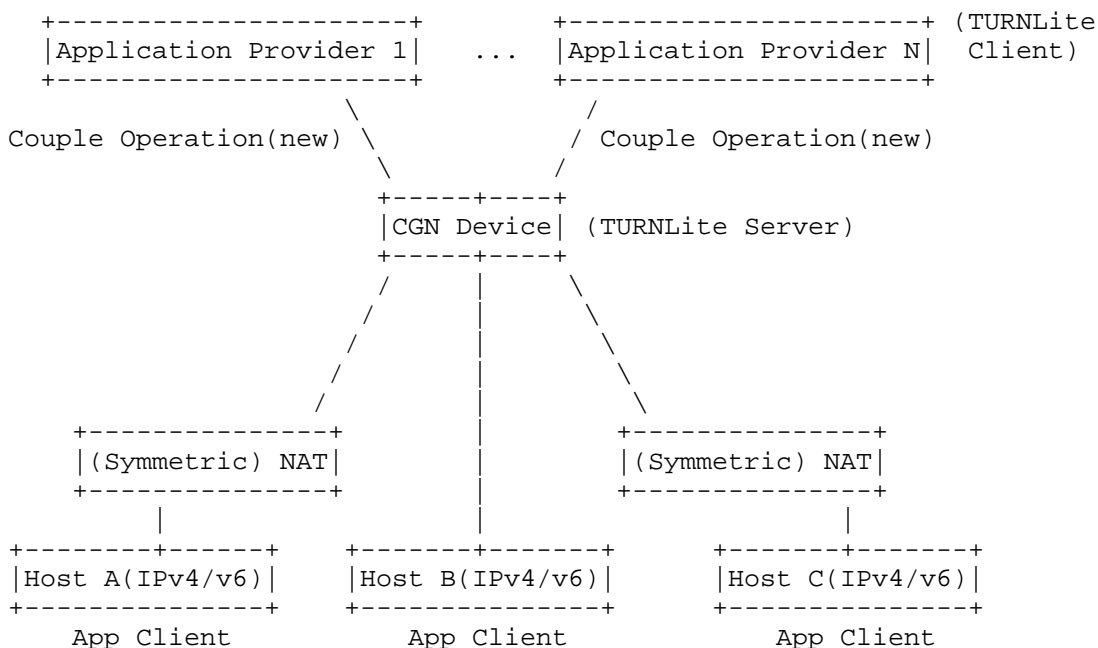 (TURNLite
Application Provider 1 ... Application Provider N Client)
Couple Operation(new) Couple Operation(new)
CGN Device (TURNLite Server)
(Symmetric) NAT (Symmetric) NAT
Host A(IPv4/v6) Host B(IPv4/v6) Host C(IPv4/v6)
App Client App Client App Client